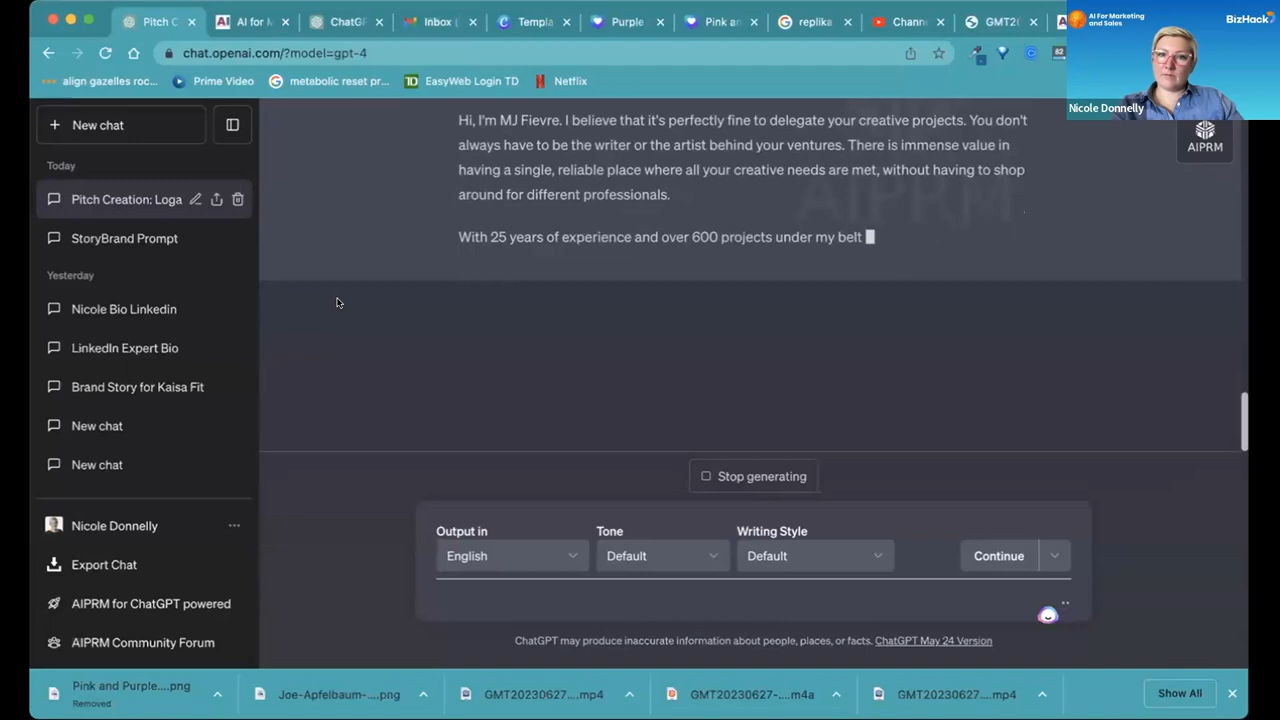 Pitch C
AI for M
ChatGP
Inbox (
Templa
Purple
Pink an
replika
Channe
GMT20
chat.openai.com/?model=gpt-4
82
AI For Marketing
and Sales
BizHack
Nicole Donnelly
align gazelles roc...
Prime Video
metabolic reset pr...
TD EasyWeb Login TD
Netflix
+ New chat
Today
Pitch Creation: Loga
StoryBrand Prompt
Yesterday
Nicole Bio Linkedin
LinkedIn Expert Bio
Brand Story for Kaisa Fit
New chat
New chat
Nicole Donnelly ...
Export Chat
AIPRM for ChatGPT powered
AIPRM Community Forum
AIPRM
AIPRM
Hi, I'm MJ Fievre. I believe that it's perfectly fine to delegate your creative projects. You don't
always have to be the writer or the artist behind your ventures. There is immense value in
having a single, reliable place where all your creative needs are met, without having to shop
around for different professionals.
With 25 years of experience and over 600 projects under my belt
Stop generating
Output in
Tone
Writing Style
English
Default
Default
Continue
ChatGPT may produce inaccurate information about people, places, or facts. ChatGPT May 24 Version
Pink and Purple....png
Removed
Joe-Apfelbaum-....png
GMT20230627....mp4
GMT20230627-....m4a
GMT20230627....mp4
Show All